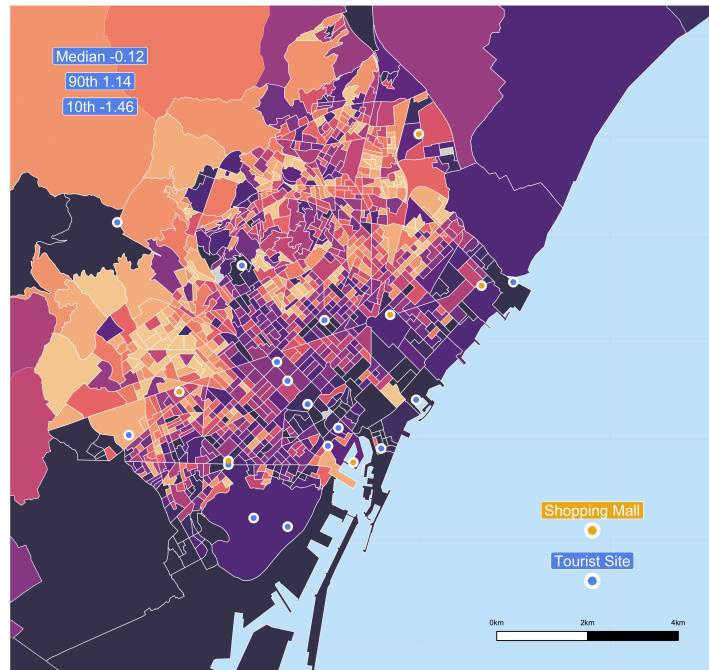 Median -0.12
90th 1.14
10th -1.46
Shopping Mall
Tourist Site
0km 2km 4km